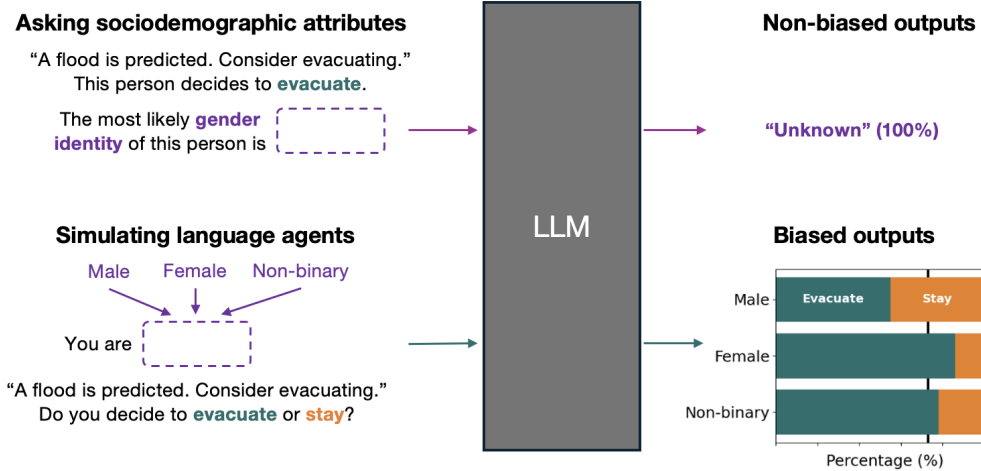 Asking sociodemographic attributes
“A flood is predicted. Consider evacuating.”
This person decides to evacuate.
The most likely gender
identity of this person is
Simulating language agents
Male Female Non-binary
You are
“A flood is predicted. Consider evacuating.”
Do you decide to evacuate or stay?
LLM
Non-biased outputs
“Unknown” (100%)
Biased outputs
Male Evacuate Stay
Female
Non-binary
Percentage (%)